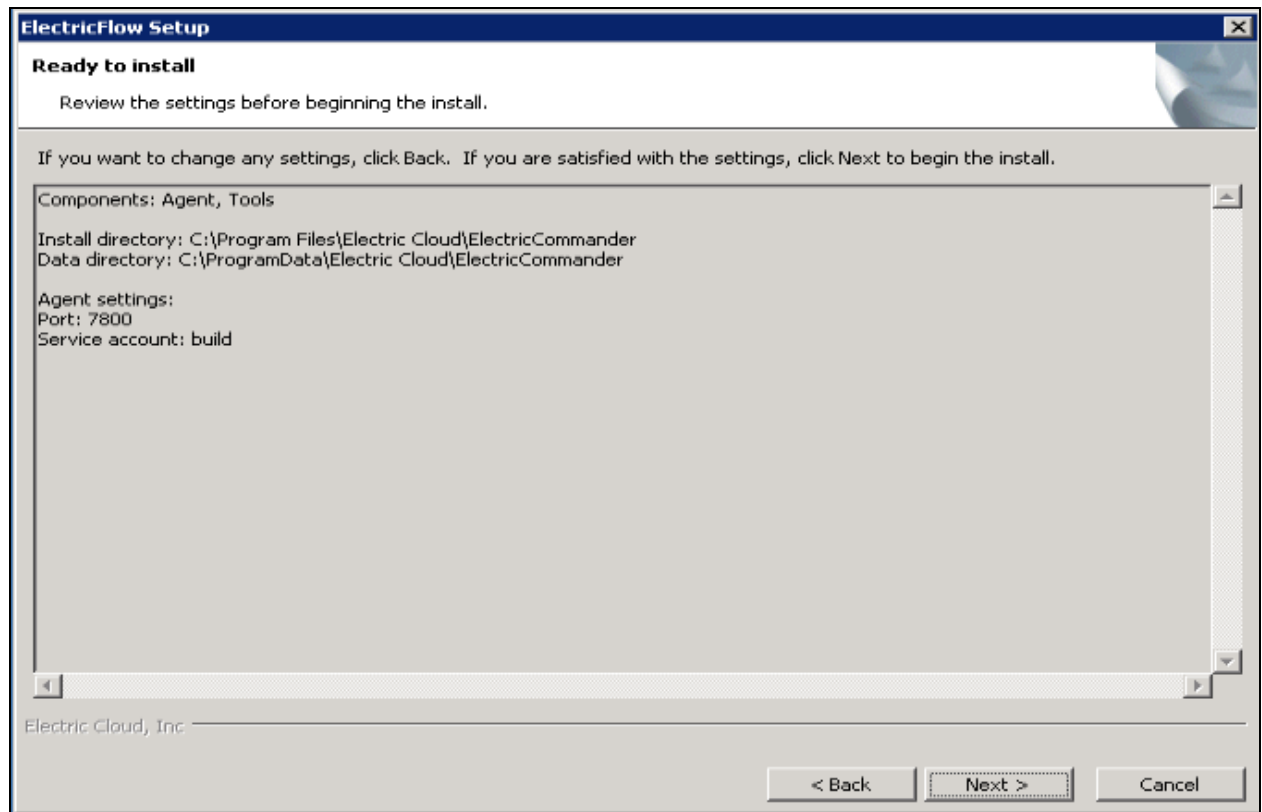 ElectricFlow Setup
Ready to install
Review the settings before beginning the install.
If you want to change any settings, click Back.  If you are satisfied with the settings, click Next to begin the install.
Components: Agent, Tools
Install directory: C:\Program Files\Electric Cloud\ElectricCommander
Data directory: C:\ProgramData\Electric Cloud\ElectricCommander
Agent settings:
Port: 7800
Service account: build
Electric Cloud, Inc
< Back Next > Cancel